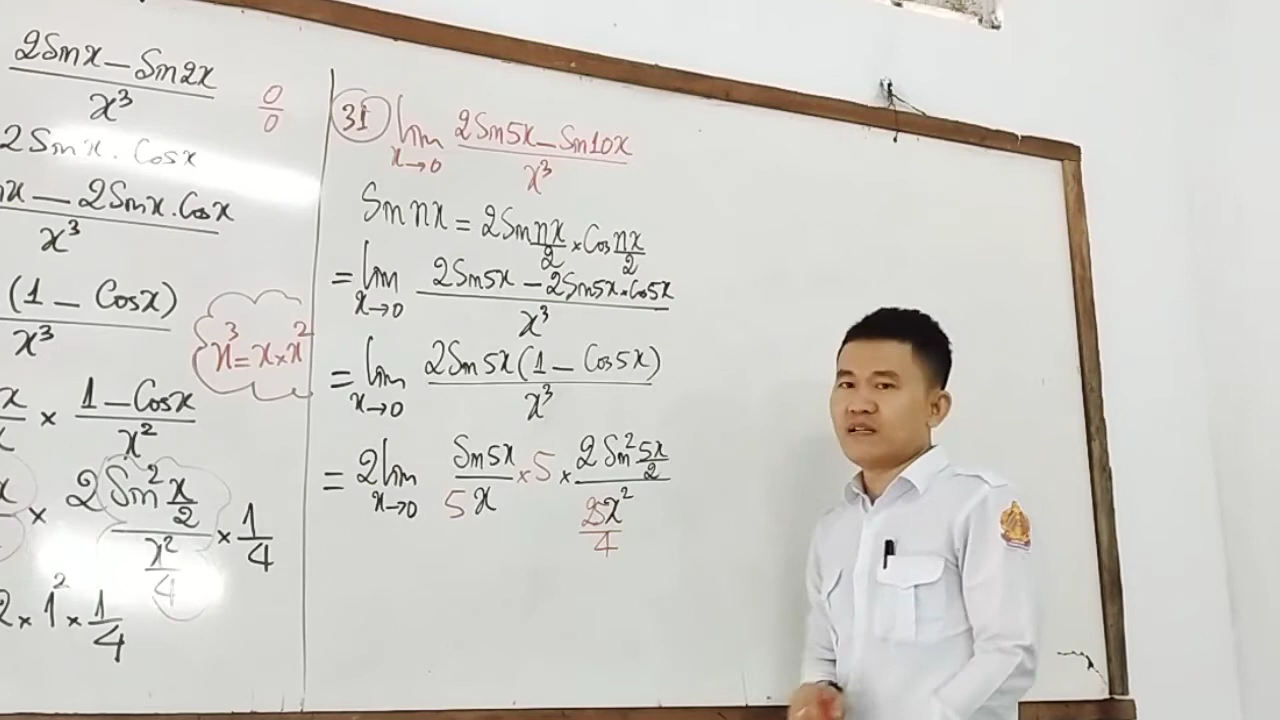 2Sinx − Sin2x / x³ 0/0
2Sinx . Cosx
x − 2Sinx . Cosx / x³
(1 − Cosx) / x³
x³ = x × x²
x × 1 − Cosx / x²
x × 2Sin² x/2 / x²/4 × 1/4
2 × 1² × 1/4
31 lim x→0 2Sin5x − Sin10x / x³
Sin nx = 2Sin nx/2 × Cos nx/2
= lim x→0 2Sin5x − 2Sin5x × Cos5x / x³
= lim x→0 2Sin5x (1 − Cos5x) / x³
= 2 lim x→0 Sin5x / 5x × 5 × 2Sin² 5x/2 / 25x²/4